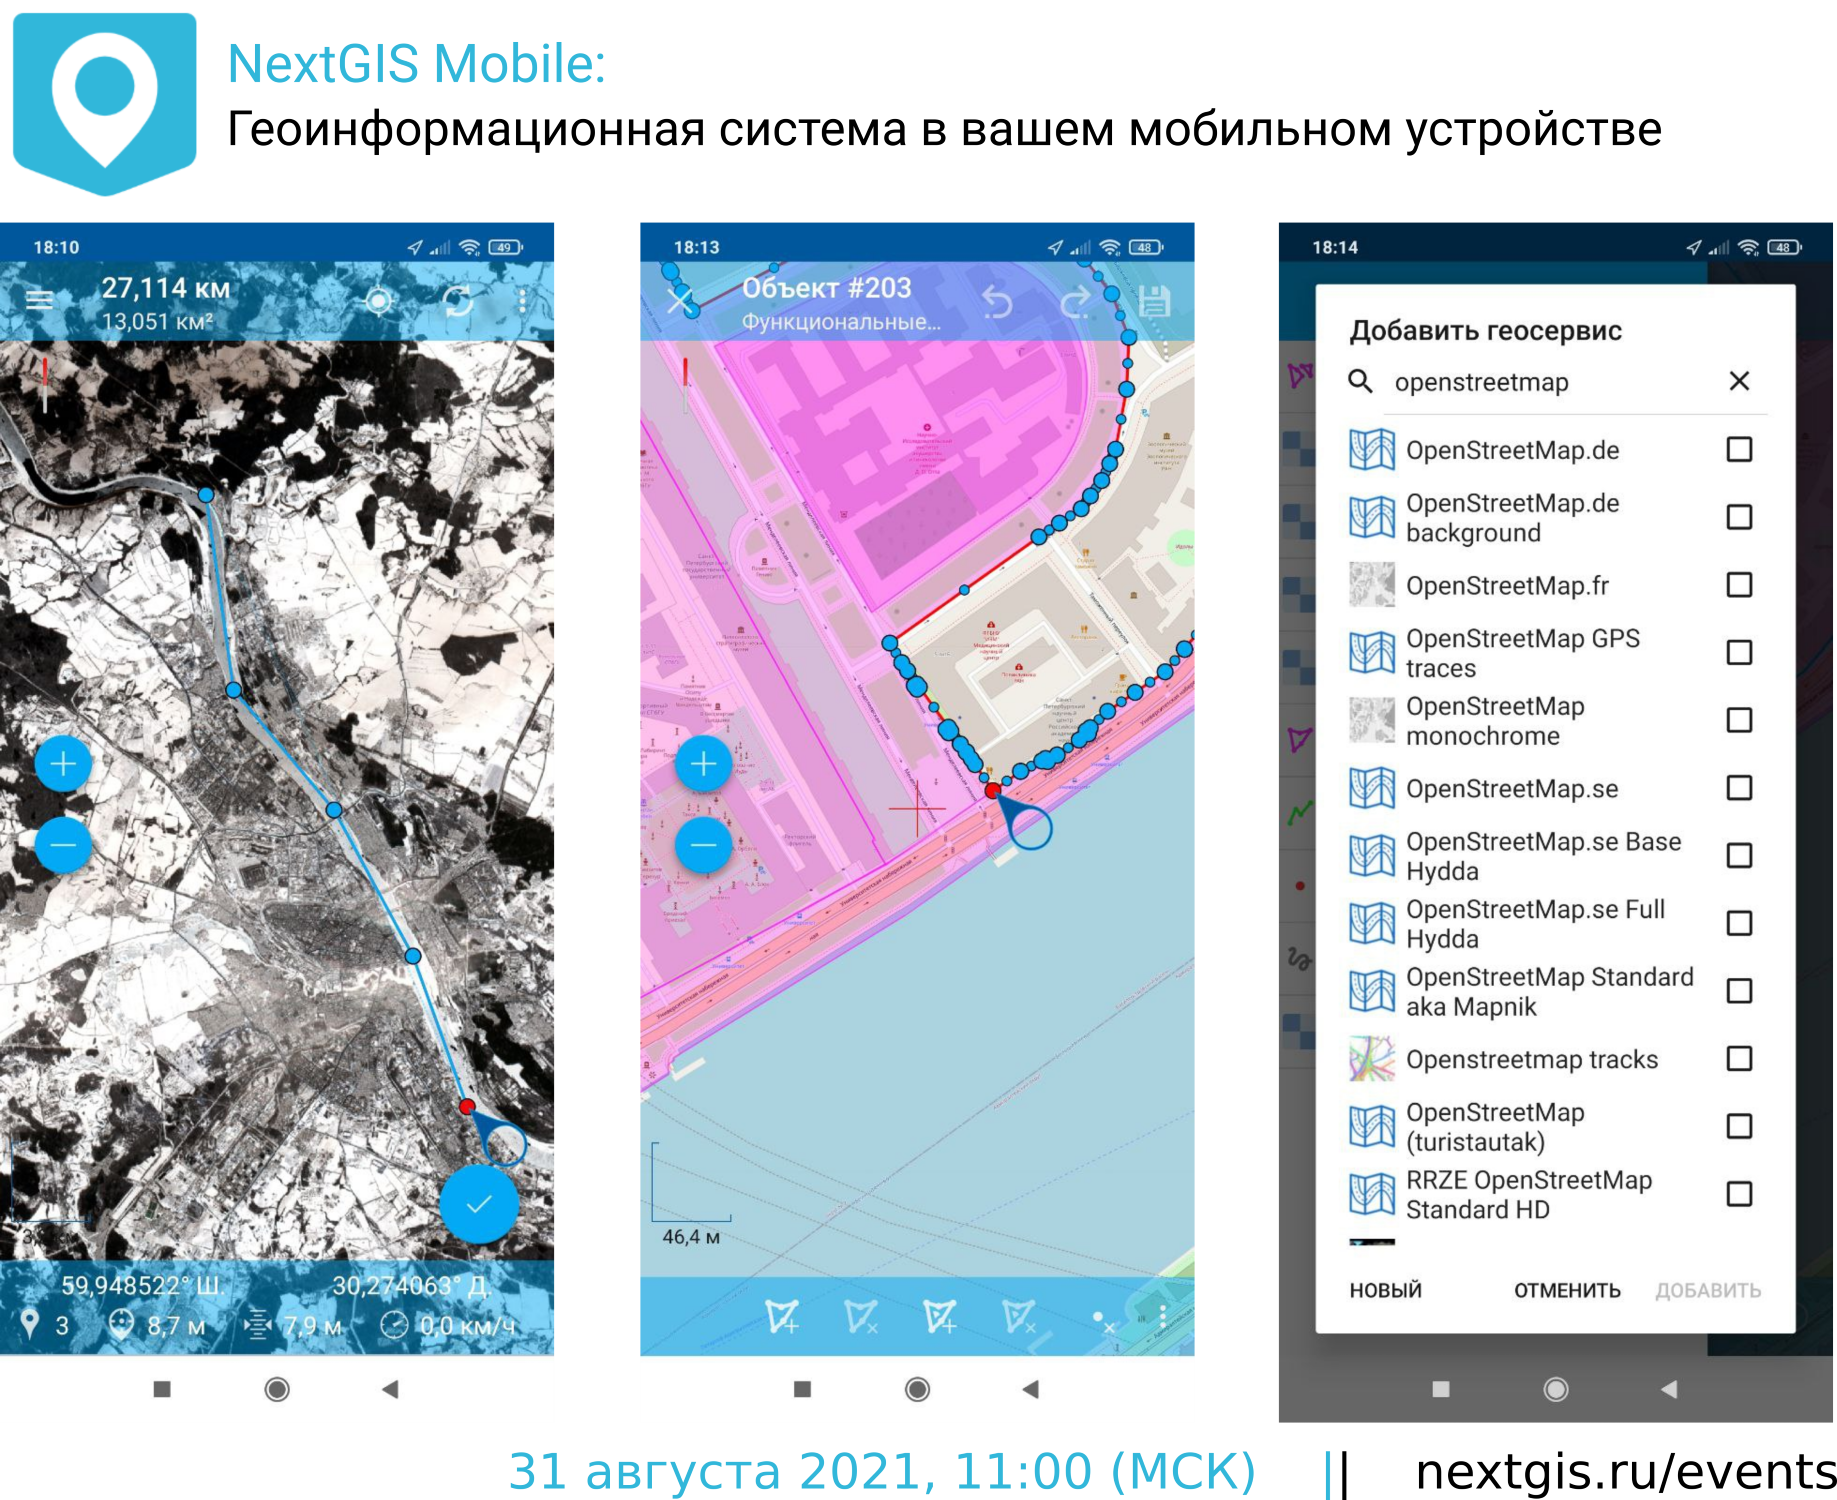 NextGIS Mobile:
Геоинформационная система в вашем мобильном устройстве
18:10
49
27,114 км
13,051 км²
59,948522° Ш.
30,274063° Д.
3
8,7 м
7,9 м
0,0 км/ч
18:13
48
Объект #203
Функциональные...
Университетская набережная
46,4 м
18:14
48
Добавить геосервис
openstreetmap
OpenStreetMap.de
OpenStreetMap.de
background
OpenStreetMap.fr
OpenStreetMap GPS
traces
OpenStreetMap
monochrome
OpenStreetMap.se
OpenStreetMap.se Base
Hydda
OpenStreetMap.se Full
Hydda
OpenStreetMap Standard
aka Mapnik
Openstreetmap tracks
OpenStreetMap
(turistautak)
RRZE OpenStreetMap
Standard HD
НОВЫЙ
ОТМЕНИТЬ
ДОБАВИТЬ
31 августа 2021, 11:00 (МСК) || nextgis.ru/events